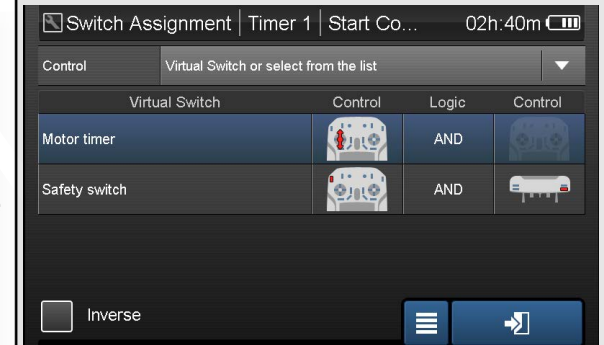 Switch Assignment | Timer 1 | Start Co... 02h:40m
Control Virtual Switch or select from the list
Virtual Switch Control Logic Control
Motor timer AND
Safety switch AND
Inverse